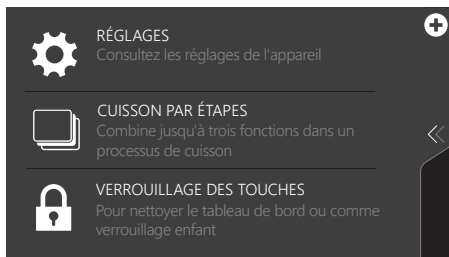 RÉGLAGES
Consultez les réglages de l'appareil
CUISSON PAR ÉTAPES
Combine jusqu'à trois fonctions dans un
processus de cuisson
VERROUILLAGE DES TOUCHES
Pour nettoyer le tableau de bord ou comme
verrouillage enfant